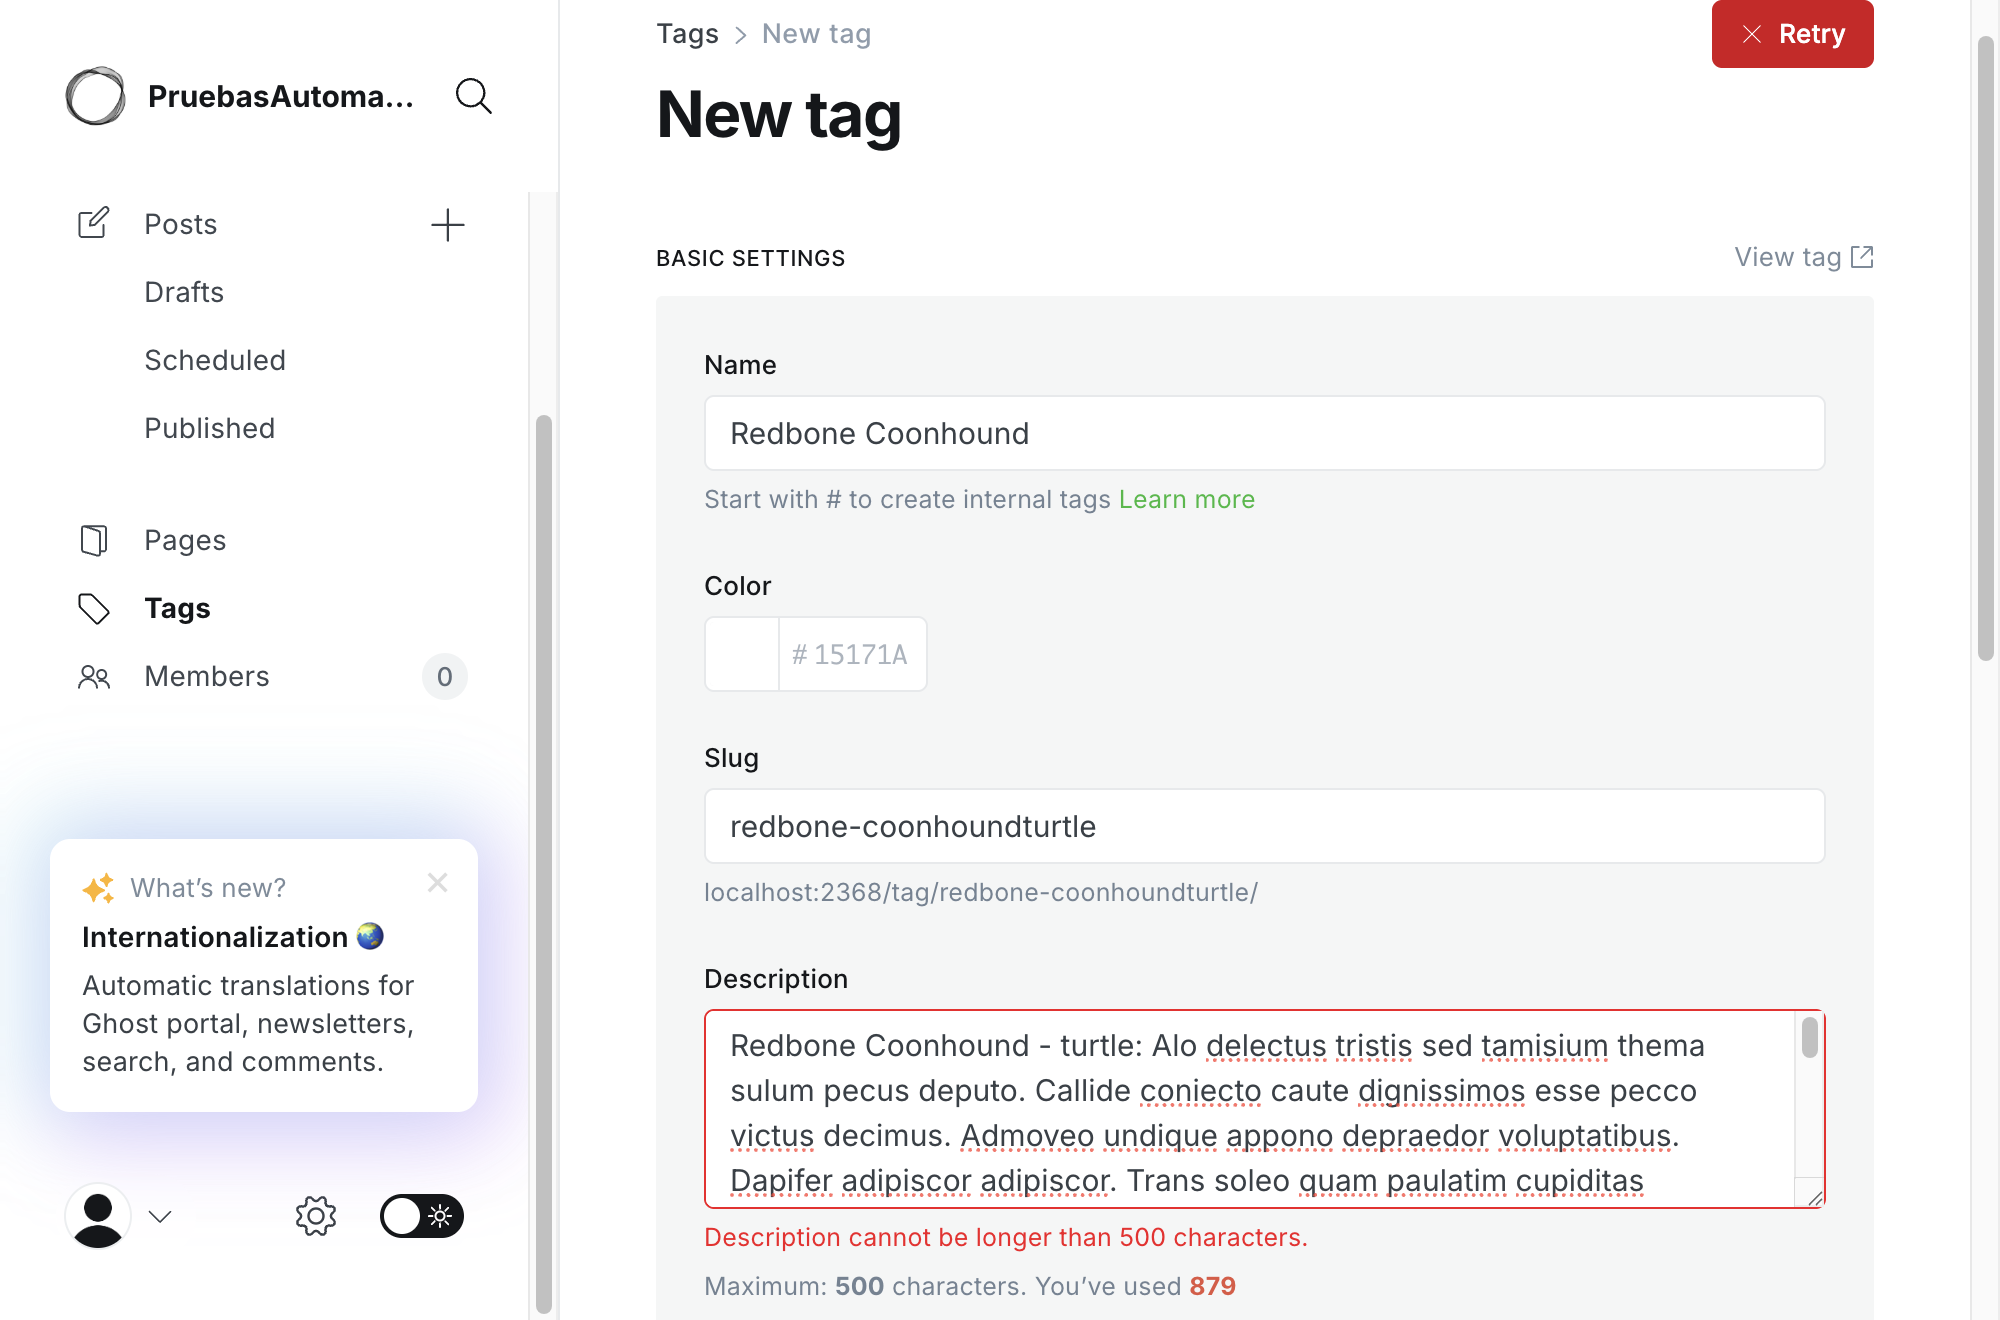 PruebasAutoma...
Posts
Drafts
Scheduled
Published
Pages
Tags
Members
0
What's new?
Internationalization
Automatic translations for
Ghost portal, newsletters,
search, and comments.
Tags > New tag
Retry
New tag
BASIC SETTINGS
View tag
Name
Redbone Coonhound
Start with # to create internal tags Learn more
Color
# 15171A
Slug
redbone-coonhoundturtle
localhost:2368/tag/redbone-coonhoundturtle/
Description
Redbone Coonhound - turtle: Alo delectus tristis sed tamisium thema
sulum pecus deputo. Callide coniecto caute dignissimos esse pecco
victus decimus. Admoveo undique appono depraedor voluptatibus.
Dapifer adipiscor adipiscor. Trans soleo quam paulatim cupiditas
Description cannot be longer than 500 characters.
Maximum: 500 characters. You've used 879